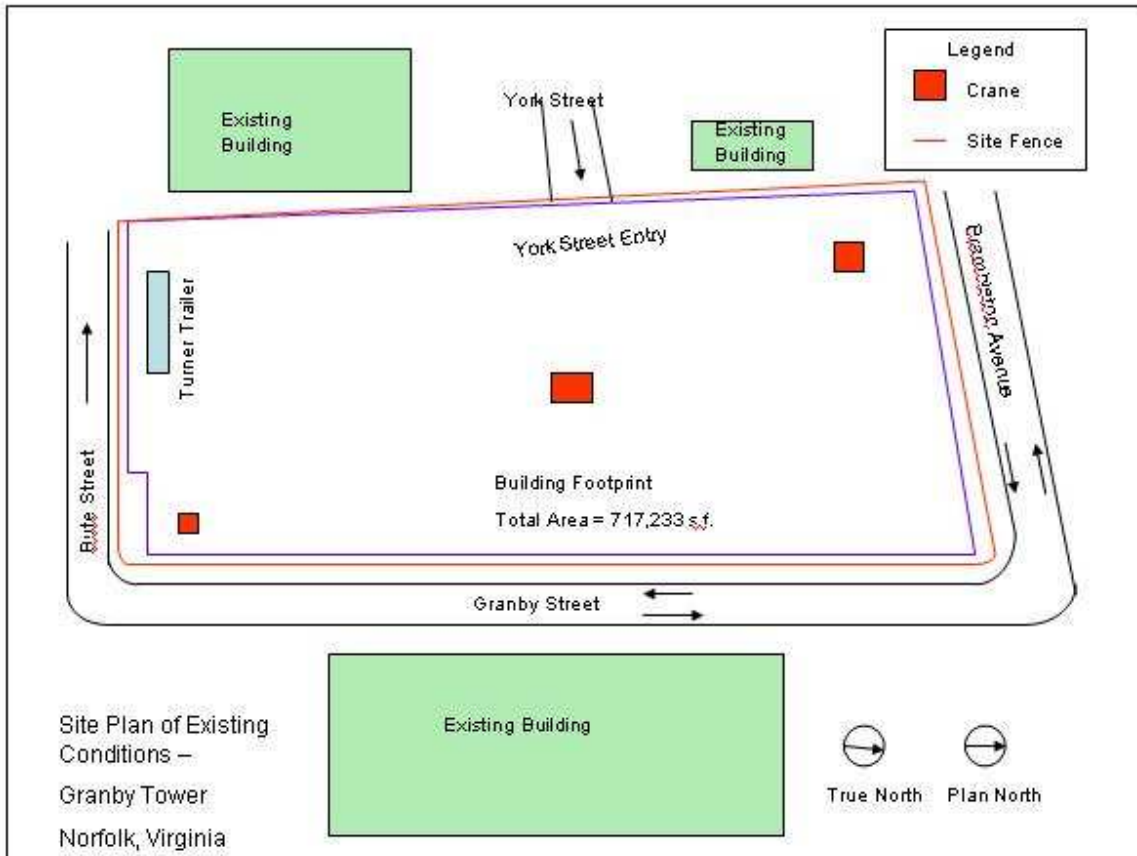 Legend
Crane
Site Fence
Existing
Building
York Street
Existing
Building
York Street Entry
Brambleton Avenue
Turner Trailer
Bute Street
Building Footprint
Total Area = 717,233 s.f.
Granby Street
Existing Building
Site Plan of Existing
Conditions –
Granby Tower
Norfolk, Virginia
True North
Plan North